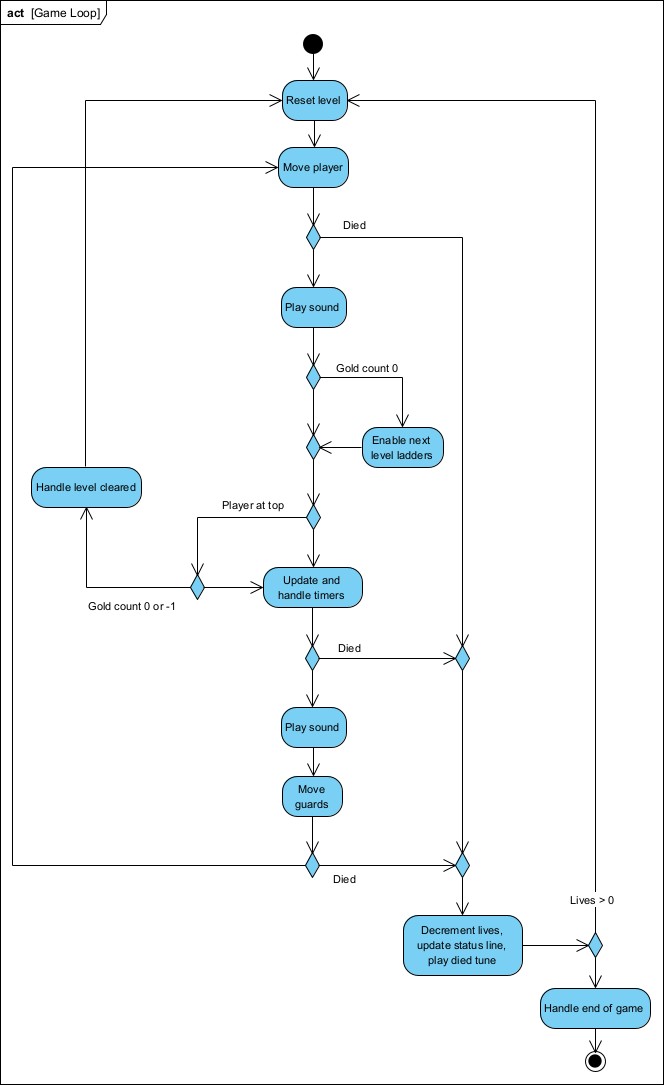 act [Game Loop]
Reset level
Move player
Died
Play sound
Gold count 0
Enable next
level ladders
Handle level cleared
Player at top
Update and
handle timers
Gold count 0 or -1
Died
Play sound
Move
guards
Died
Lives > 0
Decrement lives,
update status line,
play died tune
Handle end of game